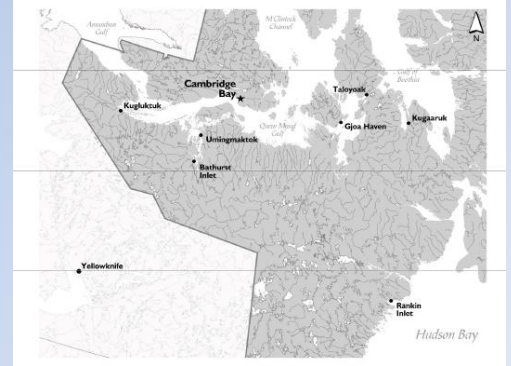 Amundsen
Gulf
M'Clintock
Channel
N
Gulf of
Boothia
Cambridge
Bay
Taloyoak
Kugluktuk
Queen Maud
Gulf
Gjoa Haven
Kugaaruk
Umingmaktok
Bathurst
Inlet
Yellowknife
Rankin
Inlet
Hudson Bay